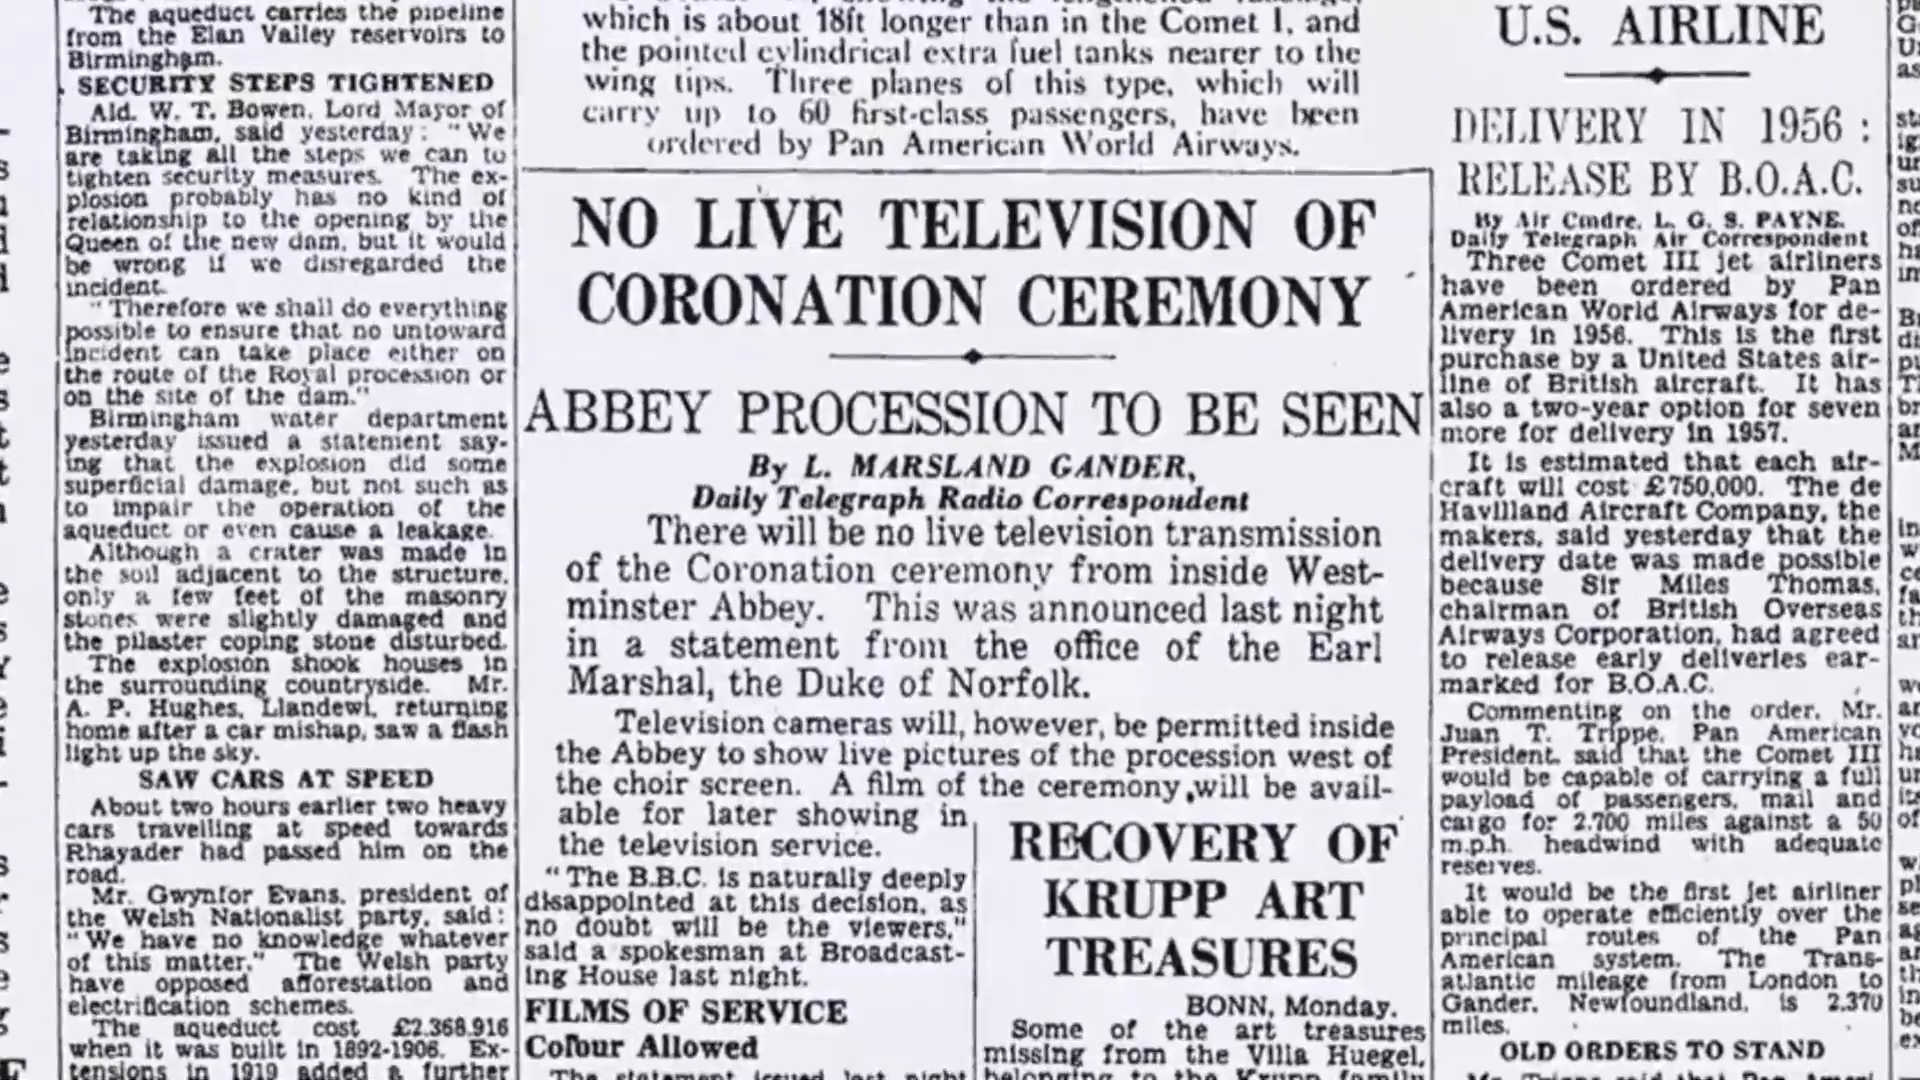 The aqueduct carries the pipeline
from the Elan Valley reservoirs to
Birmingham.
SECURITY STEPS TIGHTENED
Ald. W. T. Bowen, Lord Mayor of
Birmingham, said yesterday: "We
are taking all the steps we can to
tighten security measures. The ex-
plosion probably has no kind of
relationship to the opening by the
Queen of the new dam, but it would
be wrong if we disregarded the
incident.
"Therefore we shall do everything
possible to ensure that no untoward
incident can take place either on
the route of the Royal procession or
on the site of the dam."
Birmingham water department
yesterday issued a statement say-
ing that the explosion did some
superficial damage, but not such as
to impair the operation of the
aqueduct or even cause a leakage.
Although a crater was made in
the soil adjacent to the structure,
only a few feet of the masonry
stones were slightly damaged and
the pilaster coping stone disturbed.
The explosion shook houses in
the surrounding countryside. Mr.
A. P. Hughes, Llandewi, returning
home after a car mishap, saw a flash
light up the sky.
SAW CARS AT SPEED
About two hours earlier two heavy
cars travelling at speed towards
Rhayader had passed him on the
road.
Mr. Gwynfor Evans, president of
the Welsh Nationalist party, said:
"We have no knowledge whatever
of this matter." The Welsh party
have opposed afforestation and
electrification schemes.
The aqueduct cost £2,368,916
when it was built in 1892-1906. Ex-
tensions in 1919 added a further
which is about 18ft longer than in the Comet I, and
the pointed cylindrical extra fuel tanks nearer to the
wing tips. Three planes of this type, which will
carry up to 60 first-class passengers, have been
ordered by Pan American World Airways.
NO LIVE TELEVISION OF
CORONATION CEREMONY
ABBEY PROCESSION TO BE SEEN
By L. MARSLAND GANDER,
Daily Telegraph Radio Correspondent
There will be no live television transmission
of the Coronation ceremony from inside West-
minster Abbey. This was announced last night
in a statement from the office of the Earl
Marshal, the Duke of Norfolk.
Television cameras will, however, be permitted inside
the Abbey to show live pictures of the procession west of
the choir screen. A film of the ceremony will be avail-
able for later showing in
the television service.
"The B.B.C. is naturally deeply
disappointed at this decision, as
no doubt will be the viewers,"
said a spokesman at Broadcast-
ing House last night.
FILMS OF SERVICE
Colour Allowed
The statement issued last night
RECOVERY OF
KRUPP ART
TREASURES
BONN, Monday.
Some of the art treasures
missing from the Villa Huegel,
belonging to the Krupp family
U.S. AIRLINE
DELIVERY IN 1956:
RELEASE BY B.O.A.C.
By Air Cmdre. L. G. S. PAYNE.
Daily Telegraph Air Correspondent
Three Comet III jet airliners
have been ordered by Pan
American World Airways for de-
livery in 1956. This is the first
purchase by a United States air-
line of British aircraft. It has
also a two-year option for seven
more for delivery in 1957.
It is estimated that each air-
craft will cost £750,000. The de
Havilland Aircraft Company, the
makers, said yesterday that the
delivery date was made possible
because Sir Miles Thomas,
chairman of British Overseas
Airways Corporation, had agreed
to release early deliveries ear-
marked for B.O.A.C.
Commenting on the order, Mr.
Juan T. Trippe, Pan American
President, said that the Comet III
would be capable of carrying a full
payload of passengers, mail and
cargo for 2,700 miles against a 50
m.p.h. headwind with adequate
reserves.
It would be the first jet airliner
able to operate efficiently over the
principal routes of the Pan
American system. The Trans-
atlantic mileage from London to
Gander, Newfoundland, is 2,370
miles.
OLD ORDERS TO STAND